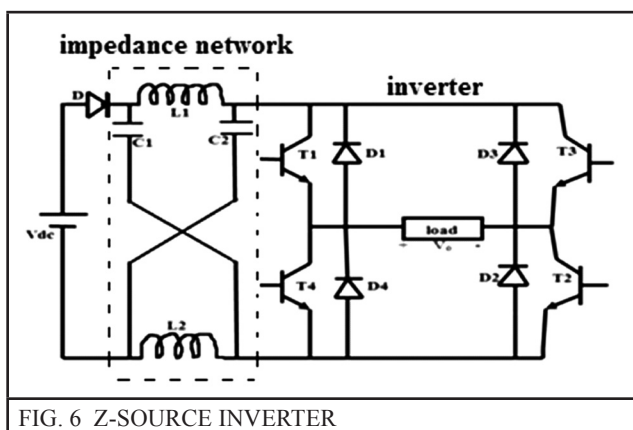 impedance network
inverter
D
L1
C1
C2
T1
D1
D3
T3
Vdc
load
+ V₀ -
T4
D4
D2
T2
L2
FIG. 6 Z-SOURCE INVERTER